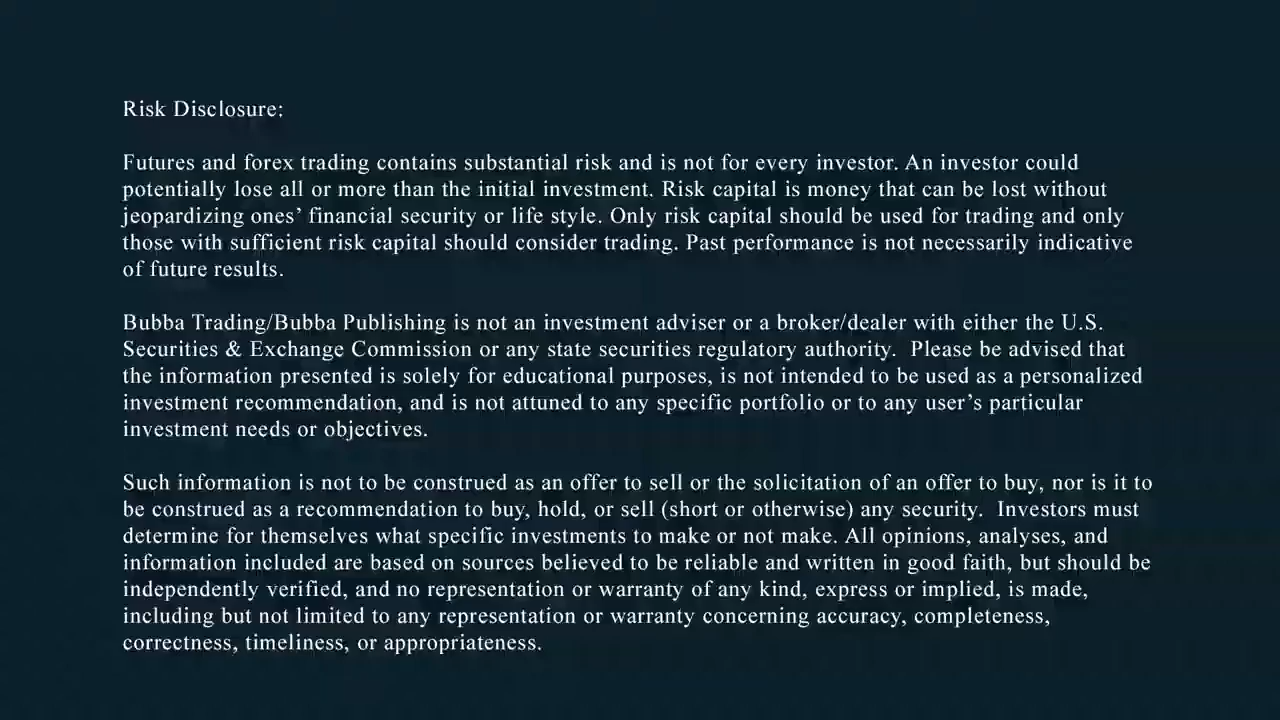 Risk Disclosure:
Futures and forex trading contains substantial risk and is not for every investor. An investor could
potentially lose all or more than the initial investment. Risk capital is money that can be lost without
jeopardizing ones’ financial security or life style. Only risk capital should be used for trading and only
those with sufficient risk capital should consider trading. Past performance is not necessarily indicative
of future results.
Bubba Trading/Bubba Publishing is not an investment adviser or a broker/dealer with either the U.S.
Securities & Exchange Commission or any state securities regulatory authority.  Please be advised that
the information presented is solely for educational purposes, is not intended to be used as a personalized
investment recommendation, and is not attuned to any specific portfolio or to any user’s particular
investment needs or objectives.
Such information is not to be construed as an offer to sell or the solicitation of an offer to buy, nor is it to
be construed as a recommendation to buy, hold, or sell (short or otherwise) any security.  Investors must
determine for themselves what specific investments to make or not make. All opinions, analyses, and
information included are based on sources believed to be reliable and written in good faith, but should be
independently verified, and no representation or warranty of any kind, express or implied, is made,
including but not limited to any representation or warranty concerning accuracy, completeness,
correctness, timeliness, or appropriateness.